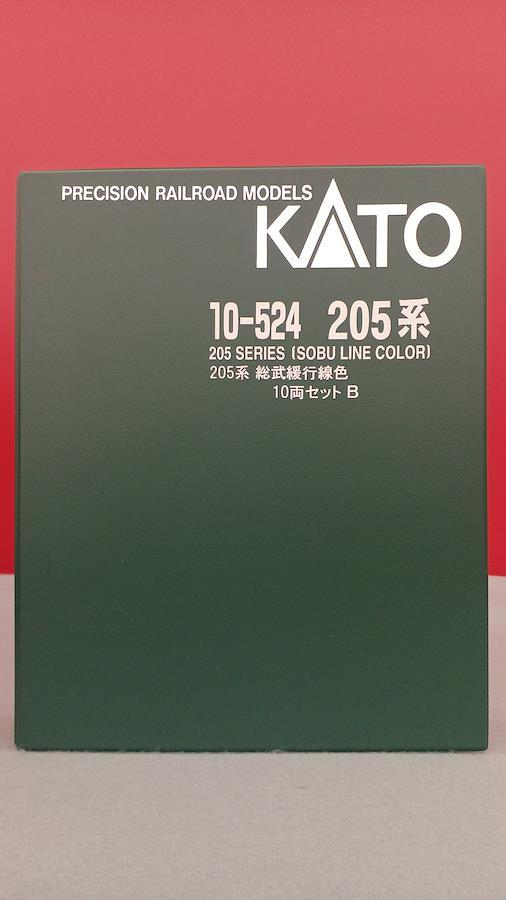 PRECISION RAILROAD MODELS
KATO
10-524 205系
205 SERIES (SOBU LINE COLOR)
205系 総武緩行線色
10両セット B